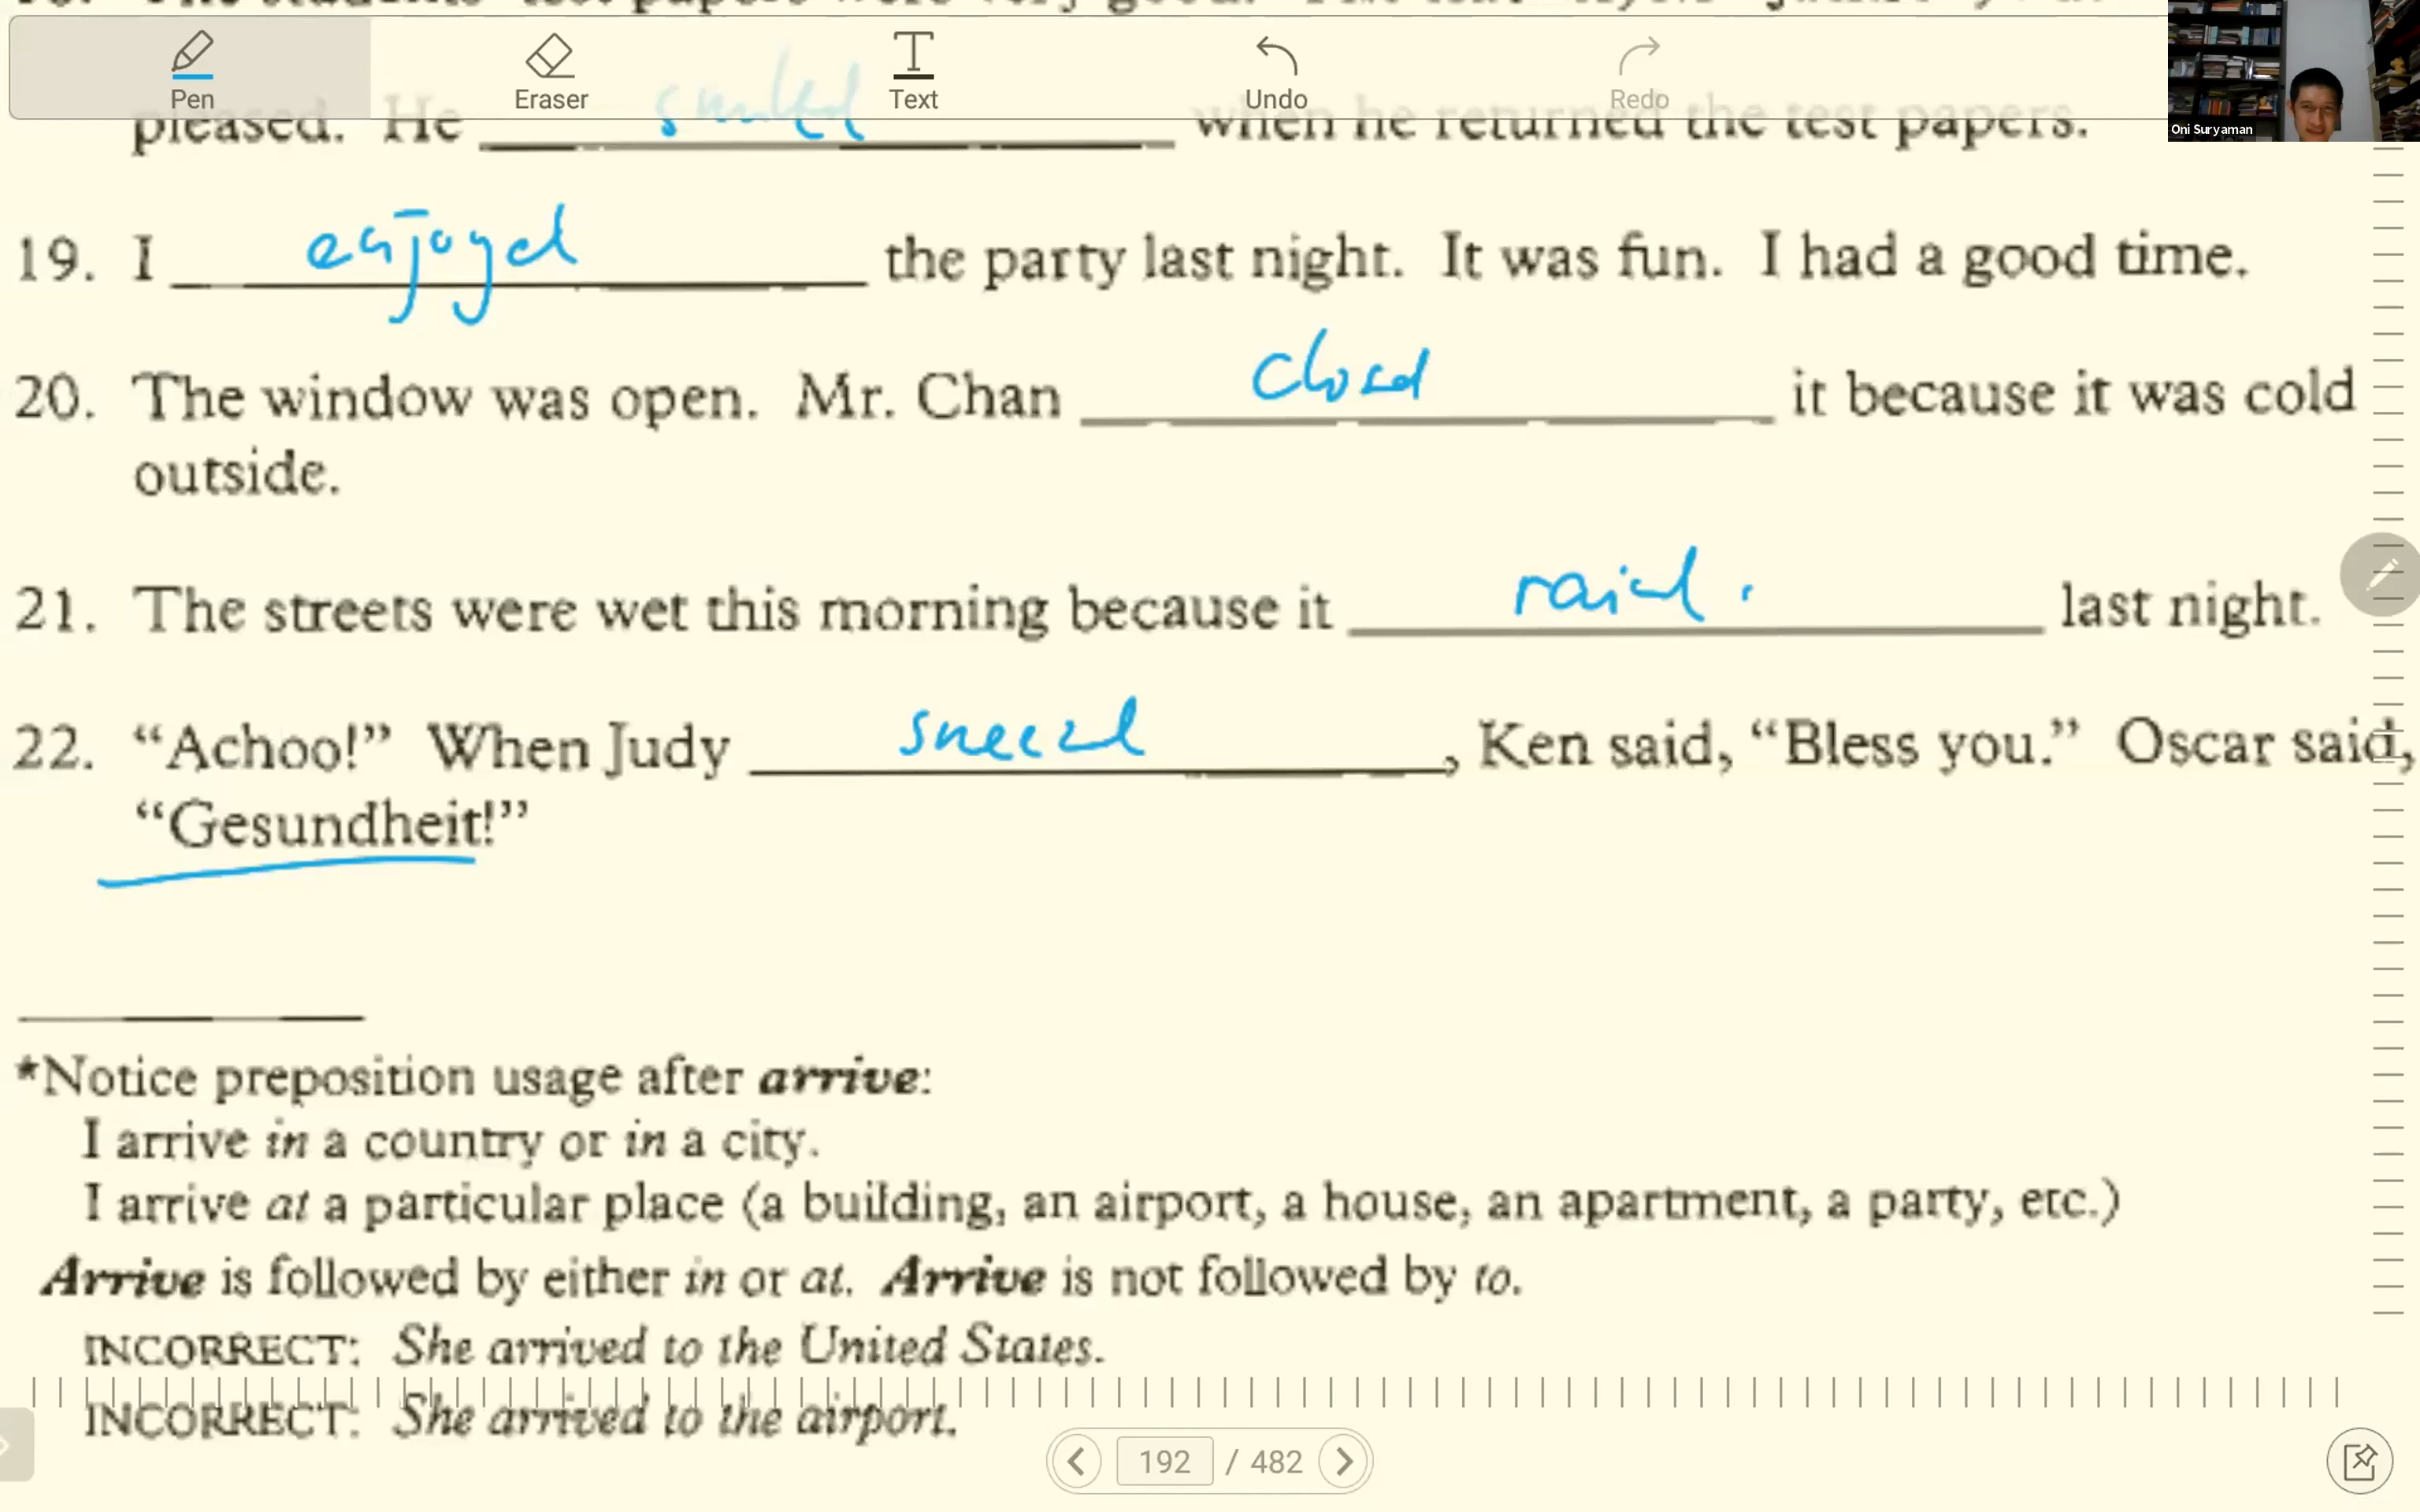 Pen Eraser Text Undo Redo
Oni Suryaman
pleased. He smiled when he returned the test papers.
19. I enjoyed the party last night. It was fun. I had a good time.
20. The window was open. Mr. Chan closed it because it was cold
outside.
21. The streets were wet this morning because it raid. last night.
22. “Achoo!” When Judy sneezd, Ken said, “Bless you.” Oscar said,
“Gesundheit!”
*Notice preposition usage after arrive:
I arrive in a country or in a city.
I arrive at a particular place (a building, an airport, a house, an apartment, a party, etc.)
Arrive is followed by either in or at. Arrive is not followed by to.
INCORRECT: She arrived to the United States.
INCORRECT: She arrived to the airport.
192 / 482